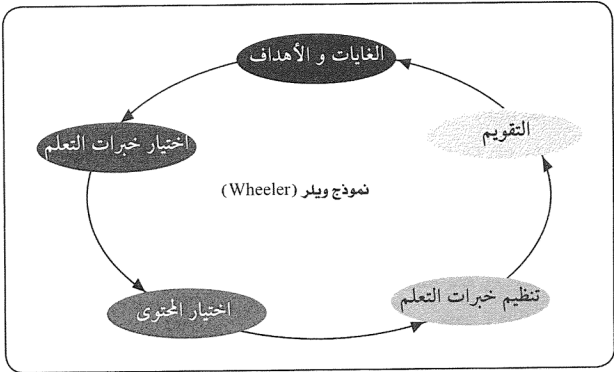 الغايات و الأهداف
اختيار خبرات التعلم
التقويم
نموذج ويلر (Wheeler)
اختيار المحتوى
تنظيم خبرات التعلم